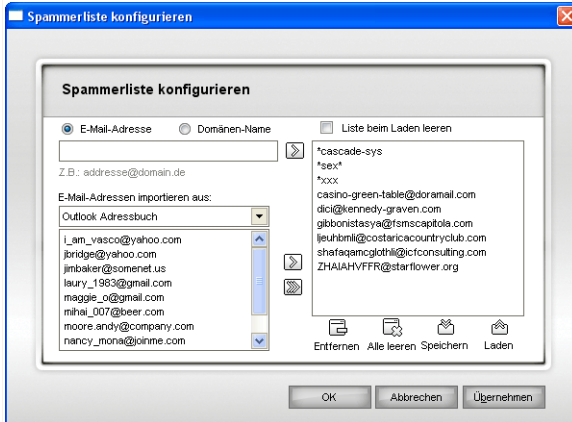 Spammerliste konfigurieren
Spammerliste konfigurieren
E-Mail-Adresse
Domänen-Name
Z.B.: addresse@domain.de
E-Mail-Adressen importieren aus:
Outlook Adressbuch
i_am_vasco@yahoo.com
jbridge@yahoo.com
jimbaker@somenet.us
laury_1983@gmail.com
maggie_o@gmail.com
mihai_007@beer.com
moore.andy@company.com
nancy_mona@joinme.com
Liste beim Laden leeren
*cascade-sys
*sex*
*xxx
casino-green-table@doramail.com
dici@kennedy-graven.com
gibbonistasya@fsmscapitola.com
ljeuhbmli@costaricacountryclub.com
shafaqamcglothli@icfconsulting.com
ZHAIAHVFFR@starflower.org
Entfernen Alle leeren Speichern Laden
OK Abbrechen Übernehmen